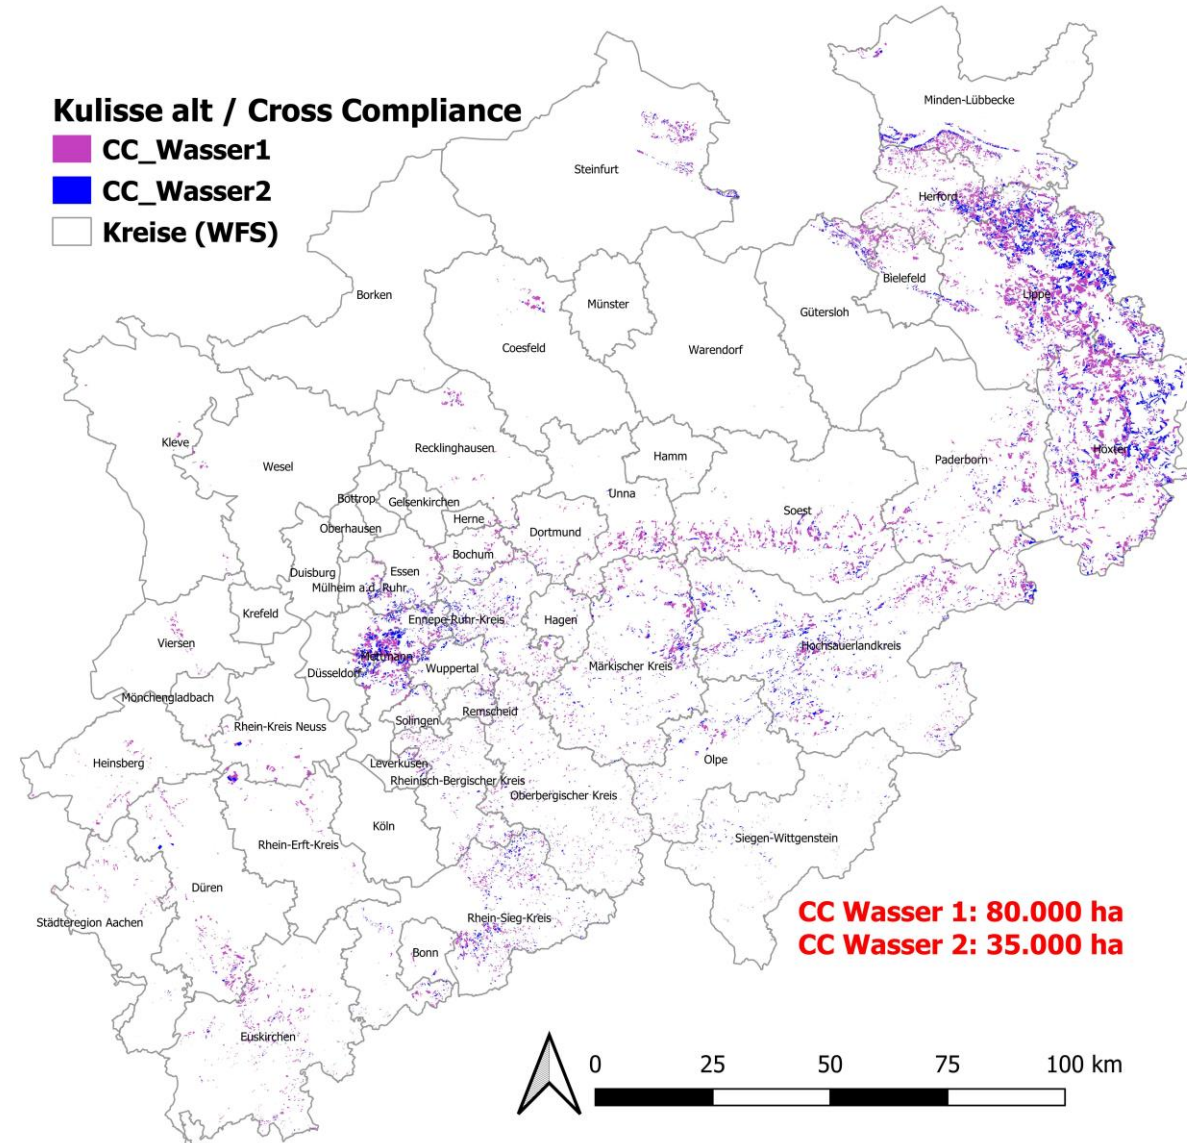 Kulisse alt / Cross Compliance
CC_Wasser1
CC_Wasser2
Kreise (WFS)
Minden-Lübbecke
Steinfurt
Herford
Bielefeld
Lippe
Borken
Münster
Gütersloh
Coesfeld
Warendorf
Kleve
Wesel
Recklinghausen
Hamm
Paderborn
Höxter
Bottrop
Gelsenkirchen
Unna
Soest
Oberhausen
Herne
Dortmund
Bochum
Duisburg
Essen
Mülheim a.d. Ruhr
Krefeld
Ennepe-Ruhr-Kreis
Hagen
Viersen
Hochsauerlandkreis
Mettmann
Wuppertal
Märkischer Kreis
Düsseldorf
Mönchengladbach
Remscheid
Solingen
Rhein-Kreis Neuss
Heinsberg
Leverkusen
Olpe
Rheinisch-Bergischer Kreis
Oberbergischer Kreis
Köln
Siegen-Wittgenstein
Rhein-Erft-Kreis
Düren
Städteregion Aachen
Rhein-Sieg-Kreis
Bonn
Euskirchen
CC Wasser 1: 80.000 ha
CC Wasser 2: 35.000 ha
0 25 50 75 100 km